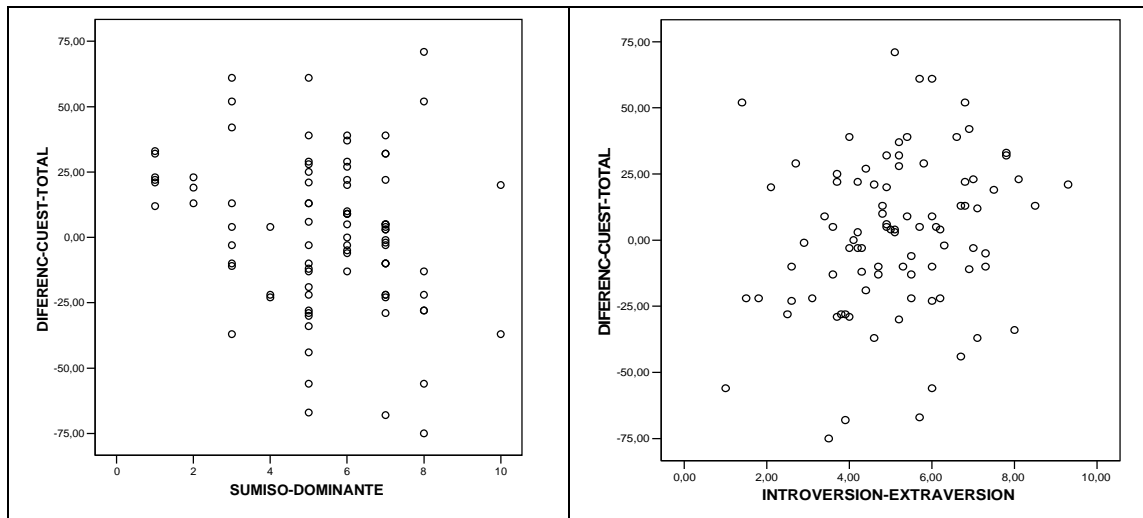 DIFERENC-CUEST-TOTAL
75,00
50,00
25,00
0,00
-25,00
-50,00
-75,00
0 2 4 6 8 10
SUMISO-DOMINANTE
DIFERENC-CUEST-TOTAL
75,00
50,00
25,00
0,00
-25,00
-50,00
-75,00
0,00 2,00 4,00 6,00 8,00 10,00
INTROVERSION-EXTRAVERSION